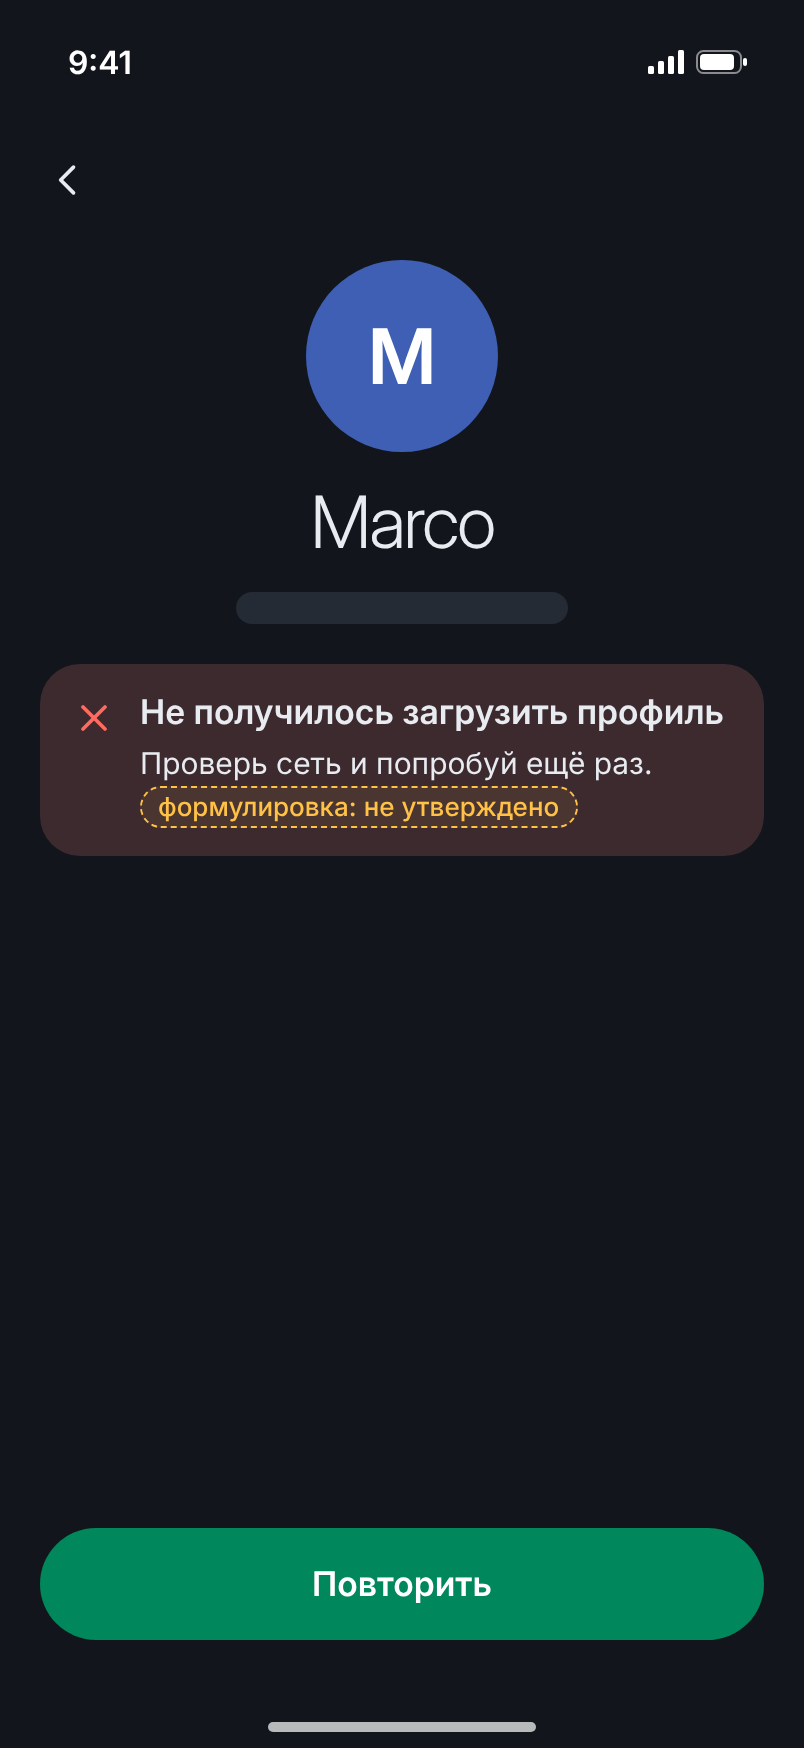 9:41
M
Marco
Не получилось загрузить профиль
Проверь сеть и попробуй ещё раз.
формулировка: не утверждено
Повторить